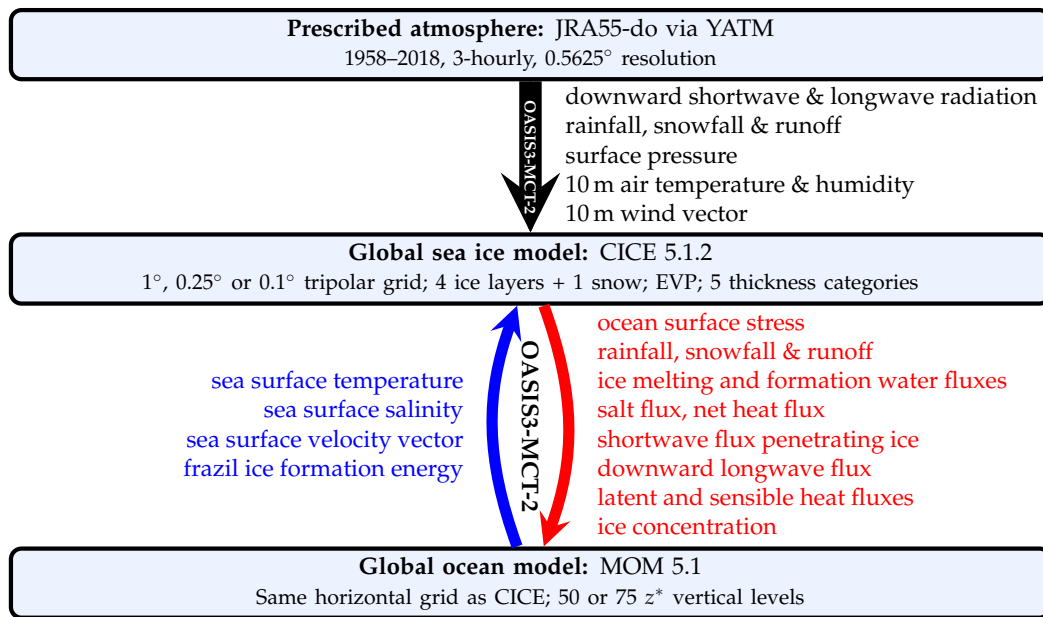 Prescribed atmosphere: JRA55-do via YATM
1958–2018, 3-hourly, 0.5625° resolution
OASIS3-MCT-2
downward shortwave & longwave radiation
rainfall, snowfall & runoff
surface pressure
10 m air temperature & humidity
10 m wind vector
Global sea ice model: CICE 5.1.2
1°, 0.25° or 0.1° tripolar grid; 4 ice layers + 1 snow; EVP; 5 thickness categories
sea surface temperature
sea surface salinity
sea surface velocity vector
frazil ice formation energy
OASIS3-MCT-2
ocean surface stress
rainfall, snowfall & runoff
ice melting and formation water fluxes
salt flux, net heat flux
shortwave flux penetrating ice
downward longwave flux
latent and sensible heat fluxes
ice concentration
Global ocean model: MOM 5.1
Same horizontal grid as CICE; 50 or 75 z* vertical levels